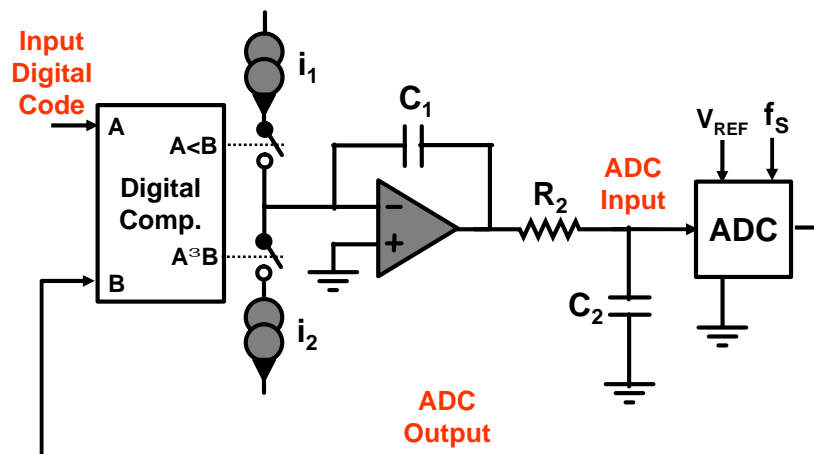 Input
Digital
Code
A
A<B
Digital
Comp.
A³B
B
i₁
i₂
C₁
R₂
ADC
Input
C₂
V_REF
f_S
ADC
ADC
Output
−
+